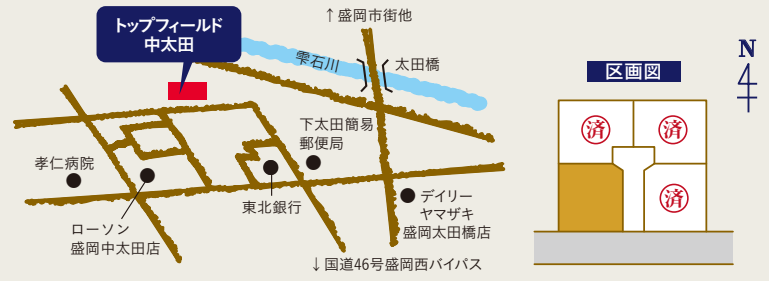 トップフィールド
中太田
↑盛岡市街他
雫石川
太田橋
下太田簡易
郵便局
孝仁病院
ローソン
盛岡中太田店
東北銀行
デイリー
ヤマザキ
盛岡太田橋店
↓国道46号盛岡西バイパス
区画図
N
済
済
済